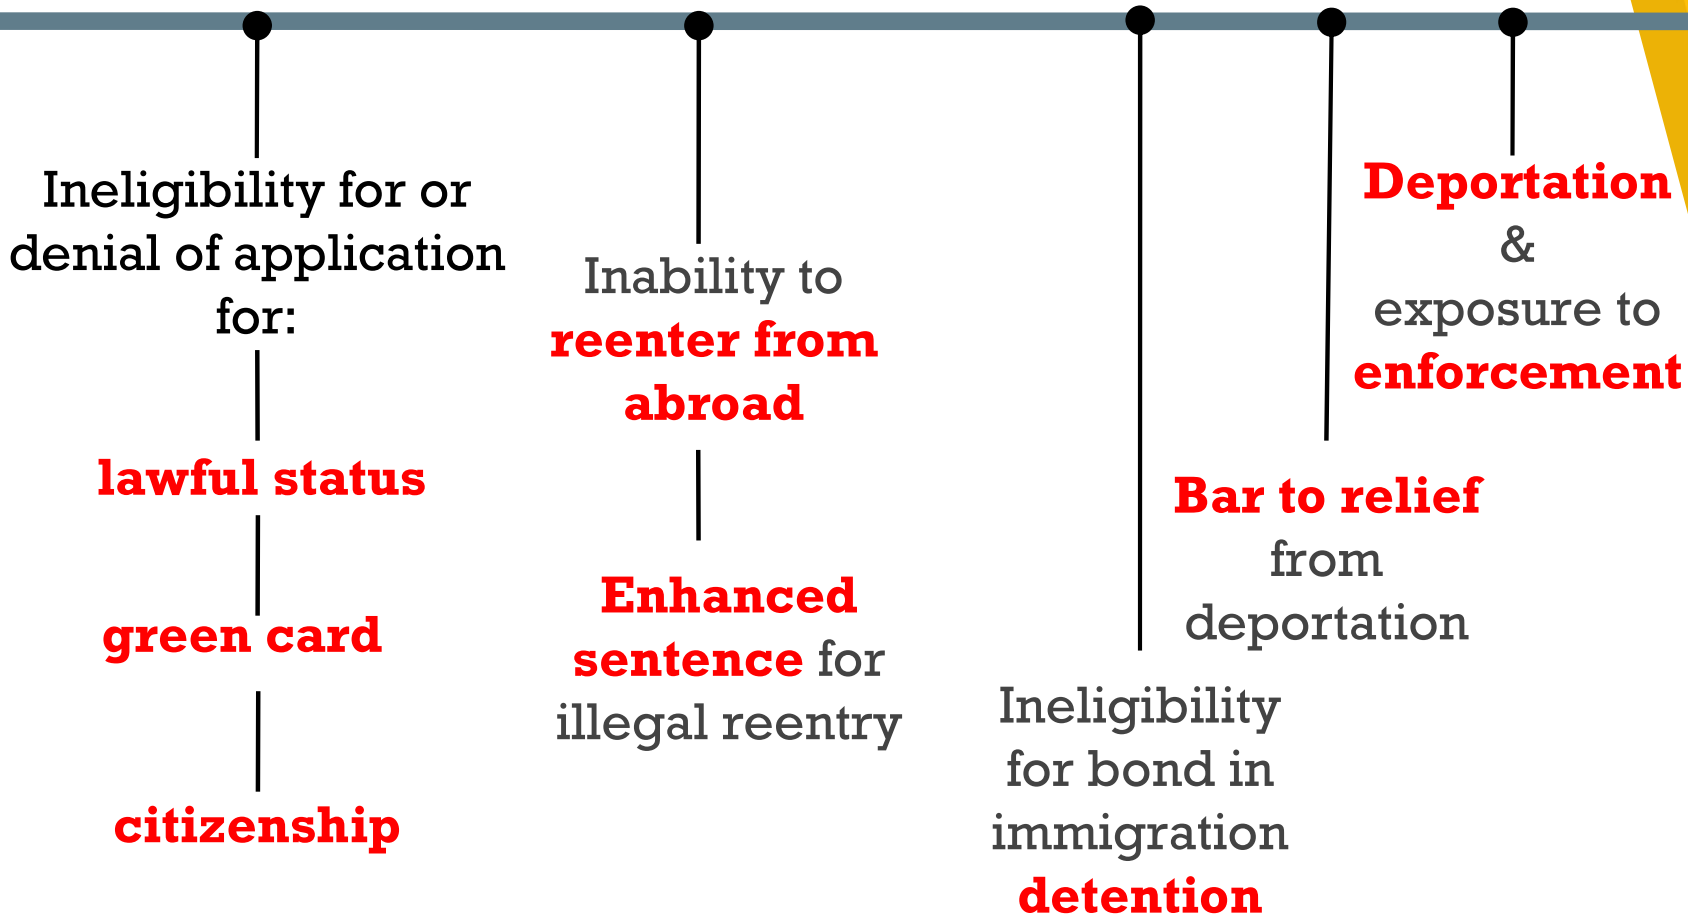 Ineligibility for or
denial of application
for:
lawful status
green card
citizenship
Inability to
reenter from
abroad
Enhanced
sentence for
illegal reentry
Ineligibility
for bond in
immigration
detention
Bar to relief
from
deportation
Deportation
&
exposure to
enforcement